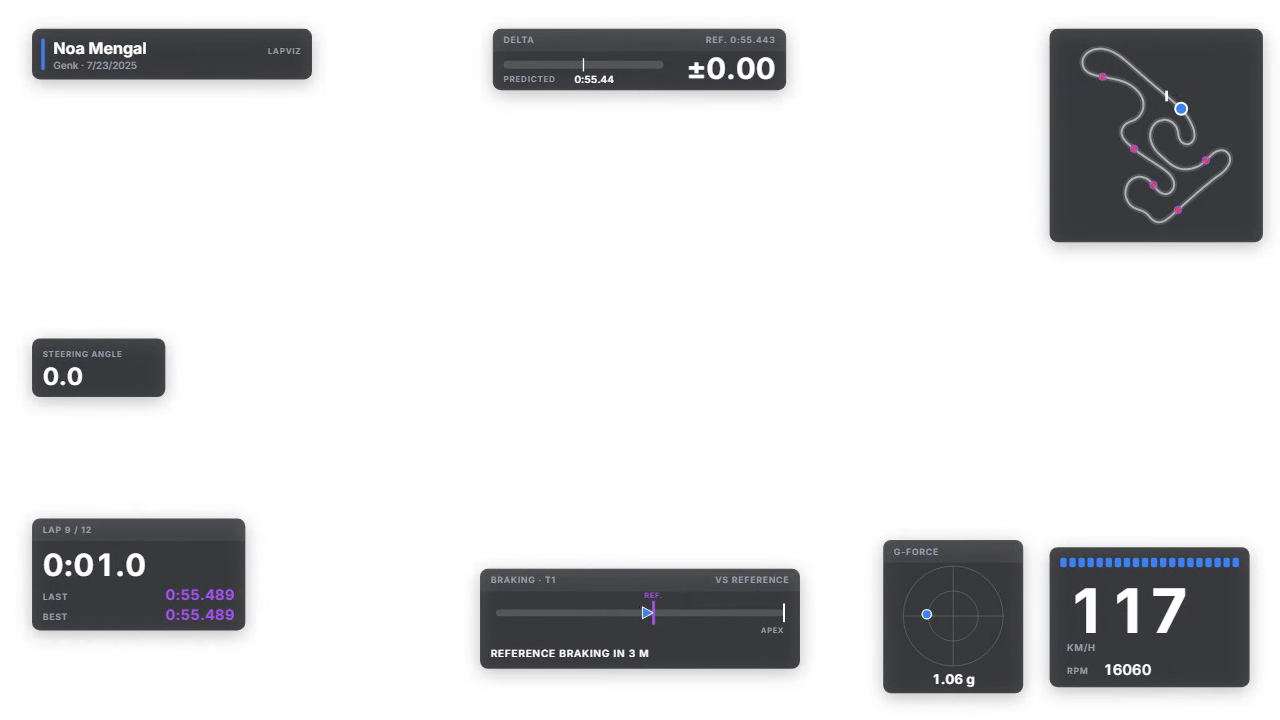 Noa Mengal
Genk · 7/23/2025
LAPVIZ
DELTA
REF. 0:55.443
±0.00
PREDICTED 0:55.44
STEERING ANGLE
0.0
LAP 9 / 12
0:01.0
LAST 0:55.489
BEST 0:55.489
BRAKING · T1
VS REFERENCE
REF.
APEX
REFERENCE BRAKING IN 3 M
G-FORCE
1.06 g
117
KM/H
RPM 16060